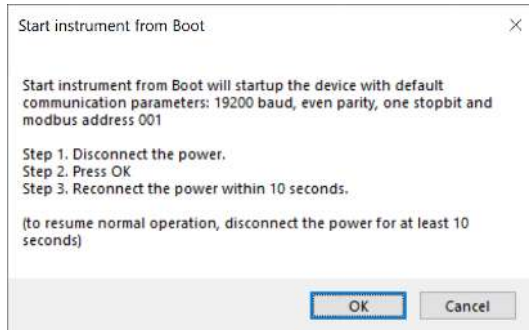 Start instrument from Boot
Start instrument from Boot will startup the device with default
communication parameters: 19200 baud, even parity, one stopbit and
modbus address 001
Step 1. Disconnect the power.
Step 2. Press OK
Step 3. Reconnect the power within 10 seconds.
(to resume normal operation, disconnect the power for at least 10
seconds)
OK
Cancel